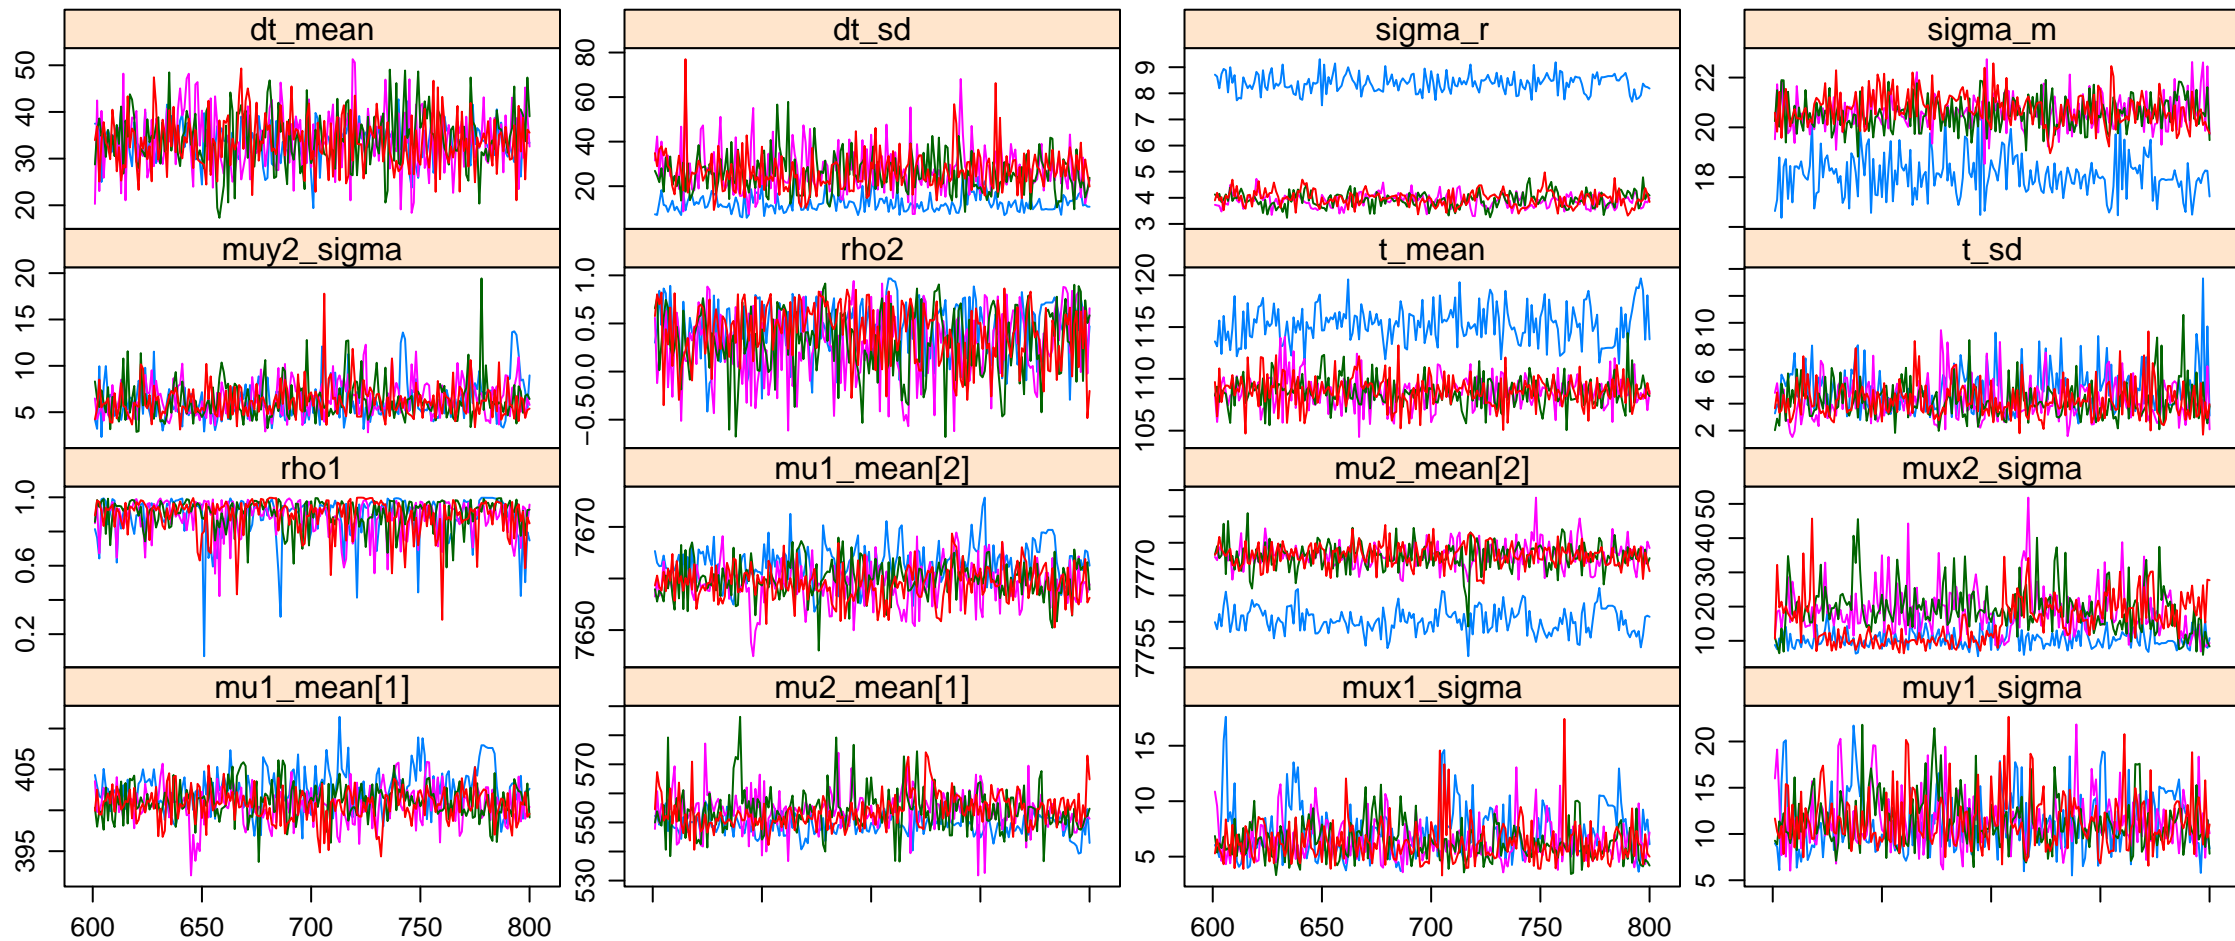 dt_mean dt_sd sigma_r sigma_m
20 30 40 50
20 40 60 80
3 4 5 6 7 8 9
18 20 22
muy2_sigma rho2 t_mean t_sd
5 10 15 20
−0.5 0.0 0.5 1.0
105 110 115 120
2 4 6 8 10
rho1 mu1_mean[2] mu2_mean[2] mux2_sigma
0.2 0.6 1.0
7650 7670
7755 7770
10 20 30 40 50
mu1_mean[1] mu2_mean[1] mux1_sigma muy1_sigma
395 405
530 550 570
5 10 15
5 10 15 20
600 650 700 750 800 600 650 700 750 800